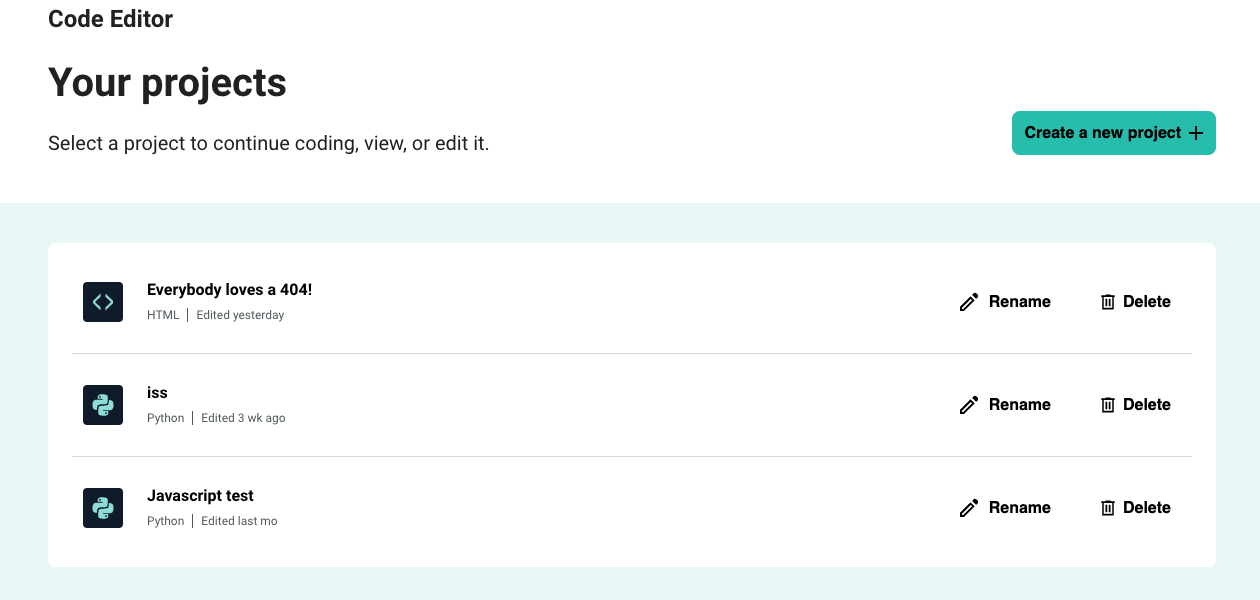 Code Editor
Your projects
Select a project to continue coding, view, or edit it.
Create a new project
Everybody loves a 404!
HTML | Edited yesterday
Rename
Delete
iss
Python | Edited 3 wk ago
Rename
Delete
Javascript test
Python | Edited last mo
Rename
Delete